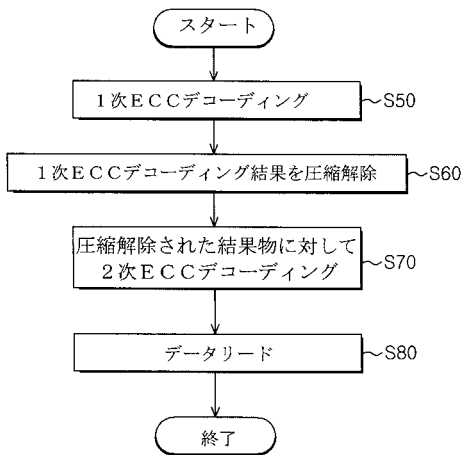 スタート
1次ECCデコーディング
S50
1次ECCデコーディング結果を圧縮解除
S60
圧縮解除された結果物に対して
2次ECCデコーディング
S70
データリード
S80
終了